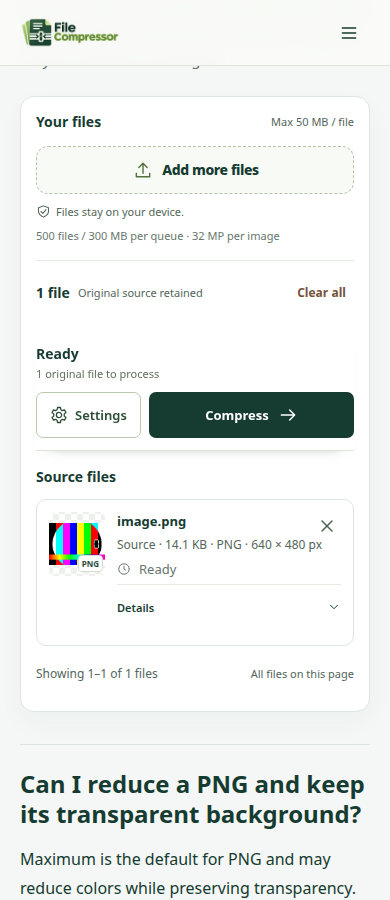 File
Compressor
Your files
Max 50 MB / file
Add more files
Files stay on your device.
500 files / 300 MB per queue · 32 MP per image
1 file
Original source retained
Clear all
Ready
1 original file to process
Settings
Compress
Source files
image.png
Source · 14.1 KB · PNG · 640 × 480 px
PNG
Ready
Details
Showing 1–1 of 1 files
All files on this page
Can I reduce a PNG and keep
its transparent background?
Maximum is the default for PNG and may
reduce colors while preserving transparency.